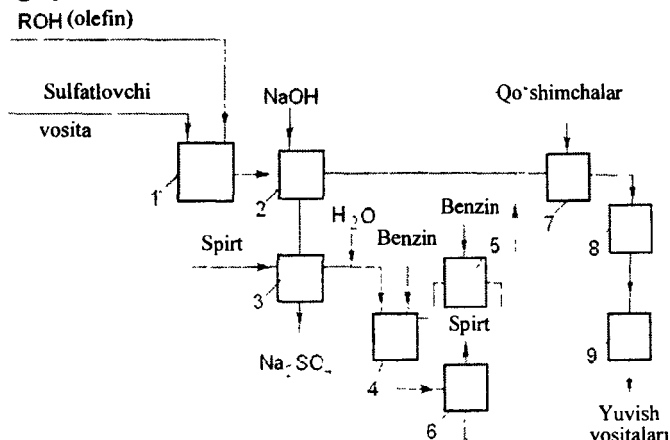 ROH (olefin)
Sulfatlovchi
vosita
NaOH
Qo'shimchalar
1
2
7
H2O
Benzin
8
Spirt
Benzin
5
3
Spirt
Na2SO
4
9
6
Yuvish
vositalari